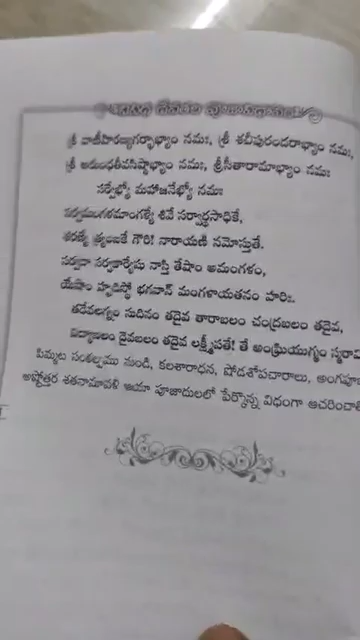 శ్రీ వాణీహిరణ్యగర్భాభ్యాం నమః, శ్రీ శచీపురందరాభ్యాం నమః,
శ్రీ అరుంధతీవసిష్ఠాభ్యాం నమః, శ్రీసీతారామాభ్యాం నమః
సర్వేభ్యో మహాజనేభ్యో నమః
సర్వమంగళమాంగళ్యే శివే సర్వార్థసాధికే,
శరణ్యే త్ర్యంబకే గౌరి! నారాయణి నమోస్తుతే.
సర్వదా సర్వకార్యేషు నాస్తి తేషాం అమంగళం,
యేషాం హృదిస్థో భగవాన్ మంగళాయతనం హరిః.
తదేవలగ్నం సుదినం తదైవ తారాబలం చంద్రబలం తదైవ,
విద్యాబలం దైవబలం తదైవ లక్ష్మీపతే! తే అంఘ్రియుగ్మం
పిమ్మట సంకల్పము నుండి, కలశారాధన, షోడశోపచారాలు,
అష్టోత్తర శతనామావళి ఆయా పూజాదులలో పేర్కొన్న విధంగా